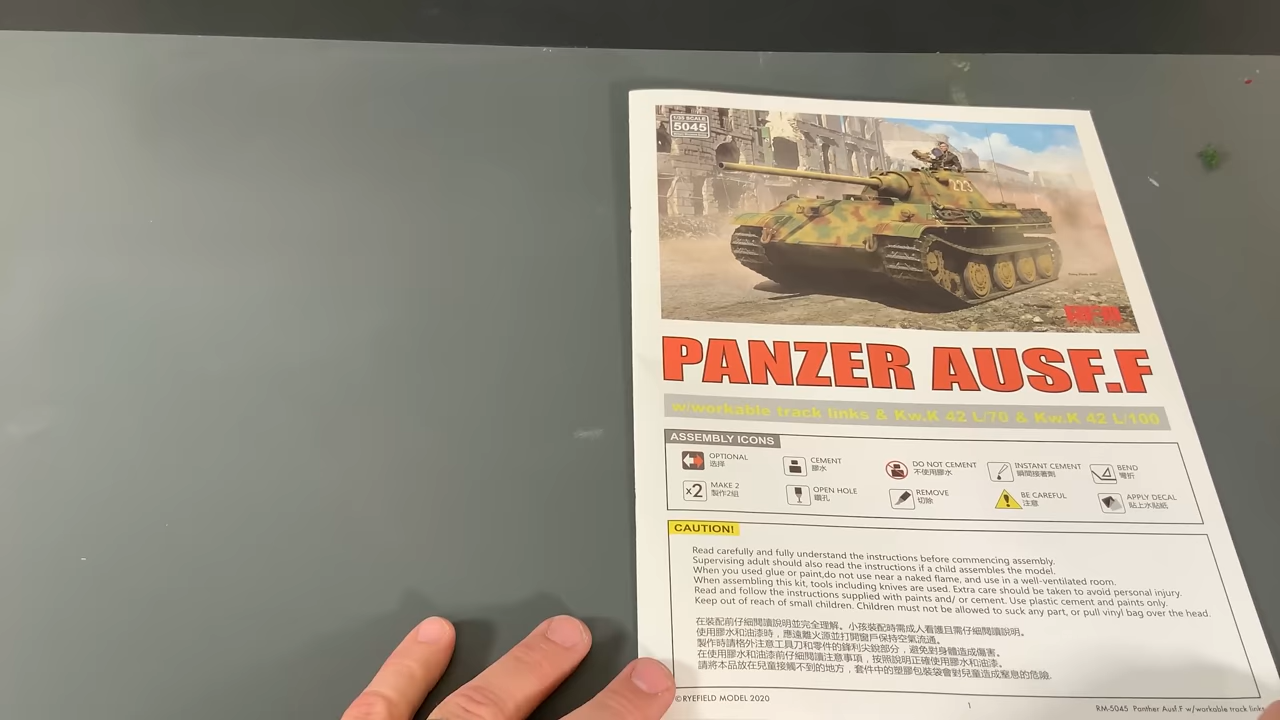 1/35 SCALE
5045
223
PANZER AUSF.F
w/workable track links & Kw.K 42 L/70 & Kw.K 42 L/100
ASSEMBLY ICONS
OPTIONAL
选择
CEMENT
膠水
DO NOT CEMENT
不使用膠水
INSTANT CEMENT
瞬間接著劑
BEND
彎折
x2
MAKE 2
製作2組
OPEN HOLE
鑽孔
REMOVE
切除
BE CAREFUL
注意
APPLY DECAL
貼上水貼紙
CAUTION!
Read carefully and fully understand the instructions before commencing assembly.
Supervising adult should also read the instructions if a child assembles the model.
When you used glue or paint,do not use near a naked flame, and use in a well-ventilated room.
When assembling this kit, tools including knives are used. Extra care should be taken to avoid personal injury.
Read and follow the instructions supplied with paints and/ or cement. Use plastic cement and paints only.
Keep out of reach of small children. Children must not be allowed to suck any part, or pull vinyl bag over the head.
在裝配前仔細閱讀說明並完全理解。小孩裝配時需成人看護且需仔細閱讀說明。
使用膠水和油漆時，應遠離火源並打開窗戶保持空氣流通。
製作時請格外注意工具刀和零件的鋒利尖銳部分，避免對身體造成傷害。
在使用膠水和油漆前仔細閱讀注意事項，按照說明正確使用膠水和油漆。
請將本品放在兒童接觸不到的地方，套件中的塑膠包裝袋會對兒童造成窒息的危險.
©RYEFIELD MODEL 2020
1
RM-5045 Panther Ausf.F w/workable track links